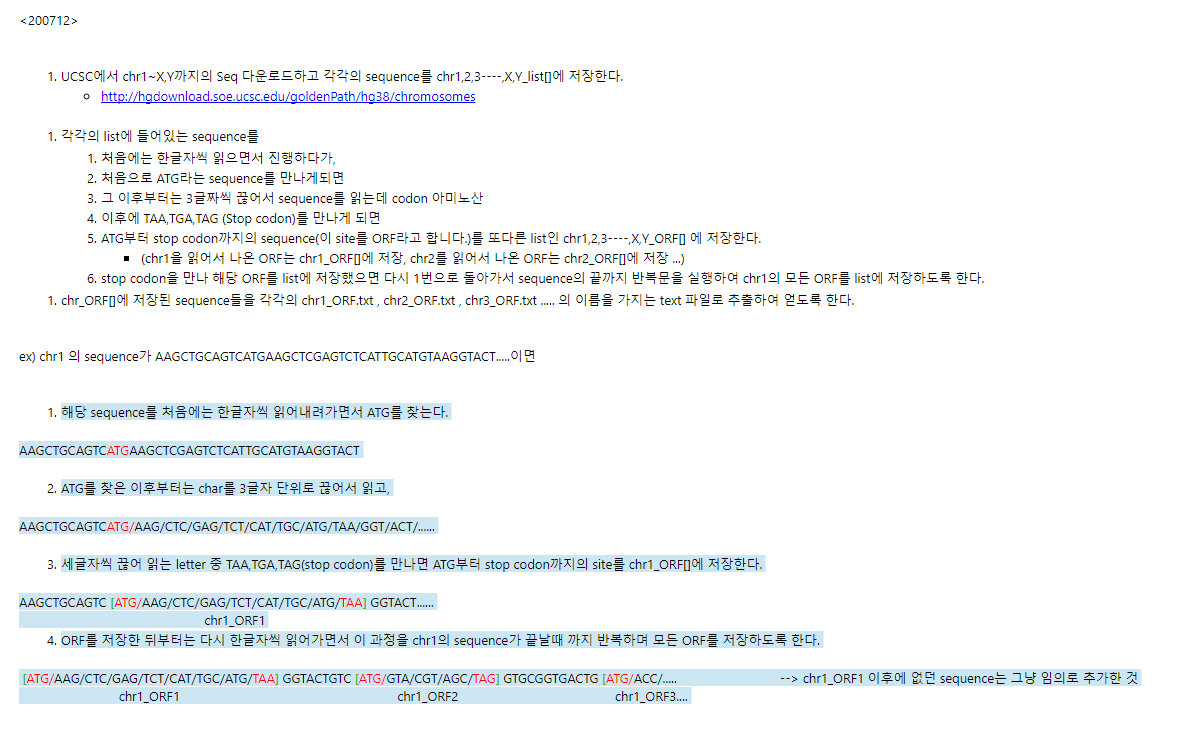 <200712>
1. UCSC에서 chr1~X,Y까지의 Seq 다운로드하고 각각의 sequence를 chr1,2,3----,X,Y_list[]에 저장한다.
○ http://hgdownload.soe.ucsc.edu/goldenPath/hg38/chromosomes
1. 각각의 list에 들어있는 sequence를
1. 처음에는 한글자씩 읽으면서 진행하다가,
2. 처음으로 ATG라는 sequence를 만나게되면
3. 그 이후부터는 3글짜씩 끊어서 sequence를 읽는데 codon 아미노산
4. 이후에 TAA,TGA,TAG (Stop codon)를 만나게 되면
5. ATG부터 stop codon까지의 sequence(이 site를 ORF라고 합니다.)를 또다른 list인 chr1,2,3----,X,Y_ORF[] 에 저장한다.
■ (chr1을 읽어서 나온 ORF는 chr1_ORF[]에 저장, chr2를 읽어서 나온 ORF는 chr2_ORF[]에 저장 ...)
6. stop codon을 만나 해당 ORF를 list에 저장했으면 다시 1번으로 돌아가서 sequence의 끝까지 반복문을 실행하여 chr1의 모든 ORF를 list에 저장하도록 한다.
1. chr_ORF[]에 저장된 sequence들을 각각의 chr1_ORF.txt , chr2_ORF.txt , chr3_ORF.txt ..... 의 이름을 가지는 text 파일로 추출하여 얻도록 한다.
ex) chr1 의 sequence가 AAGCTGCAGTCATGAAGCTCGAGTCTCATTGCATGTAAGGTACT.....이면
1. 해당 sequence를 처음에는 한글자씩 읽어내려가면서 ATG를 찾는다.
AAGCTGCAGTCATGAAGCTCGAGTCTCATTGCATGTAAGGTACT
2. ATG를 찾은 이후부터는 char를 3글자 단위로 끊어서 읽고,
AAGCTGCAGTCATG/AAG/CTC/GAG/TCT/CAT/TGC/ATG/TAA/GGT/ACT/......
3. 세글자씩 끊어 읽는 letter 중 TAA,TGA,TAG(stop codon)를 만나면 ATG부터 stop codon까지의 site를 chr1_ORF[]에 저장한다.
AAGCTGCAGTC [ATG/AAG/CTC/GAG/TCT/CAT/TGC/ATG/TAA] GGTACT......
chr1_ORF1
4. ORF를 저장한 뒤부터는 다시 한글자씩 읽어가면서 이 과정을 chr1의 sequence가 끝날때 까지 반복하며 모든 ORF를 저장하도록 한다.
[ATG/AAG/CTC/GAG/TCT/CAT/TGC/ATG/TAA] GGTACTGTC [ATG/GTA/CGT/AGC/TAG] GTGCGGTGACTG [ATG/ACC/..... --> chr1_ORF1 이후에 없던 sequence는 그냥 임의로 추가한 것
chr1_ORF1 chr1_ORF2 chr1_ORF3....